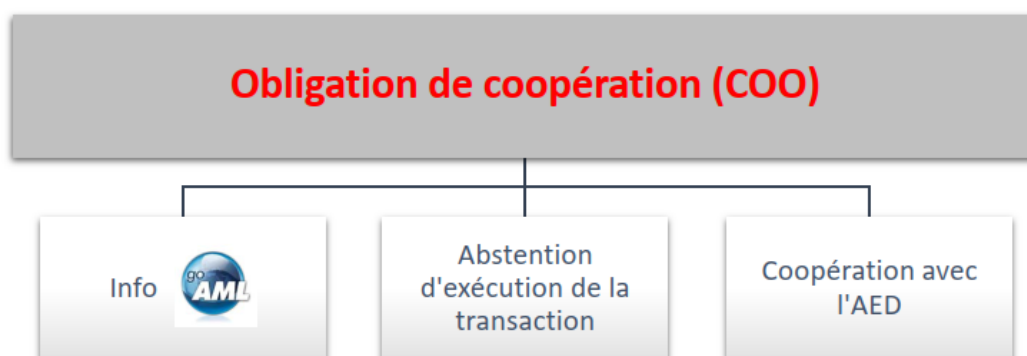 Obligation de coopération (COO)
Info
go
AML
Abstention
d'exécution de la
transaction
Coopération avec
l'AED